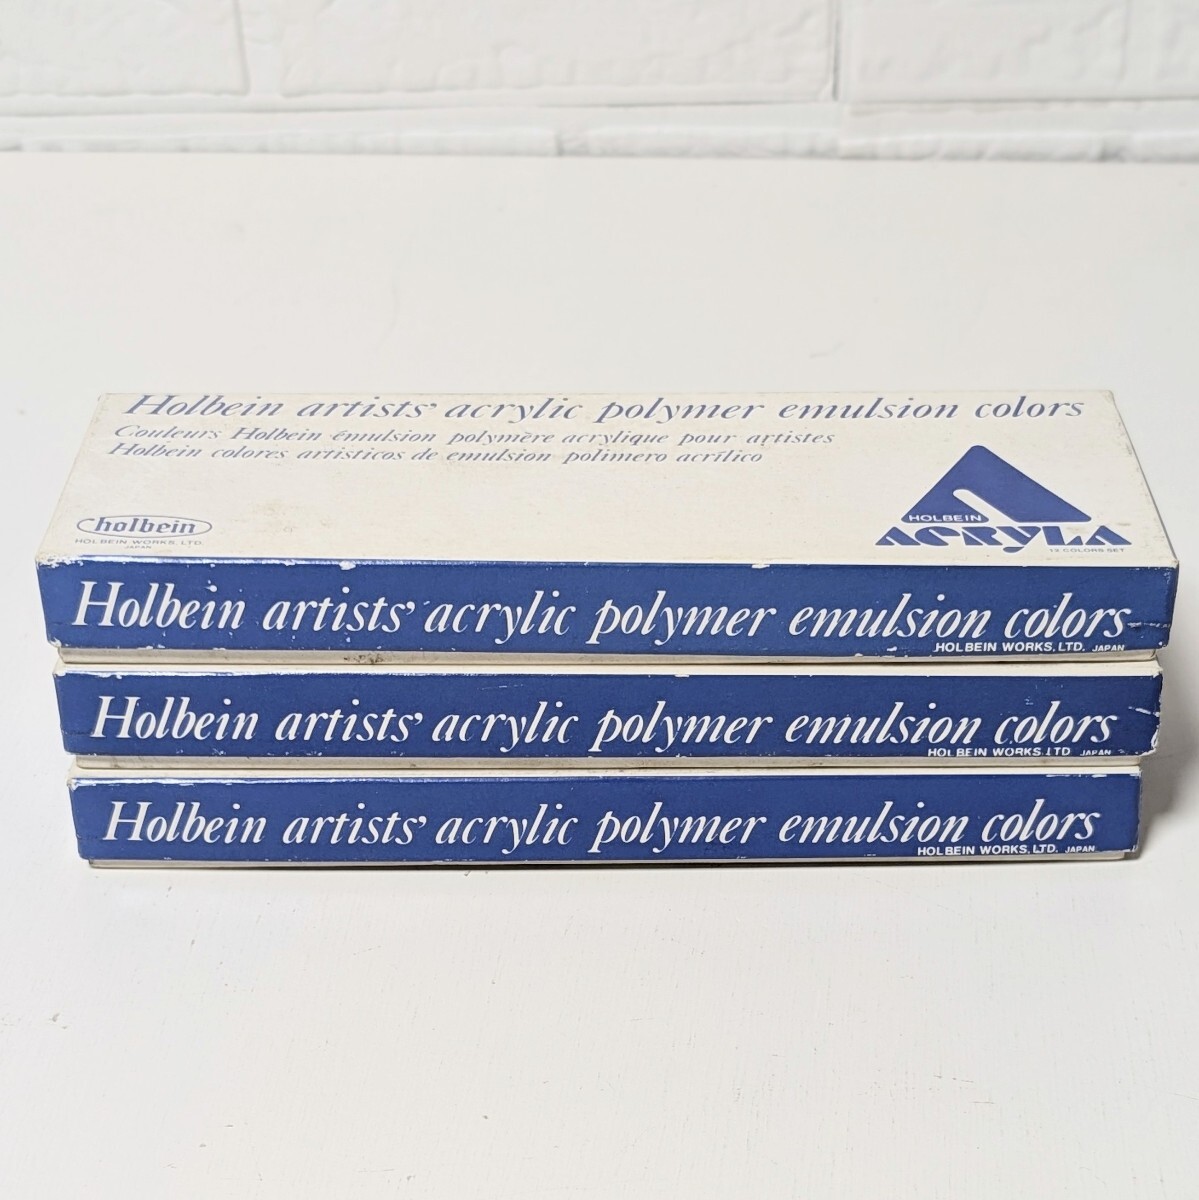 Holbein artists' acrylic polymer emulsion colors
Couleurs Holbein émulsion polymère acrylique pour artistes
Holbein colores artisticos de emulsion polimero acrílico
holbein
HOLBEIN WORKS, LTD.
JAPAN
HOLBEIN
ACRYLA
12 COLORS SET
Holbein artists' acrylic polymer emulsion colors
HOLBEIN WORKS, LTD. JAPAN
Holbein artists' acrylic polymer emulsion colors
HOLBEIN WORKS, LTD. JAPAN
Holbein artists' acrylic polymer emulsion colors
HOLBEIN WORKS, LTD. JAPAN